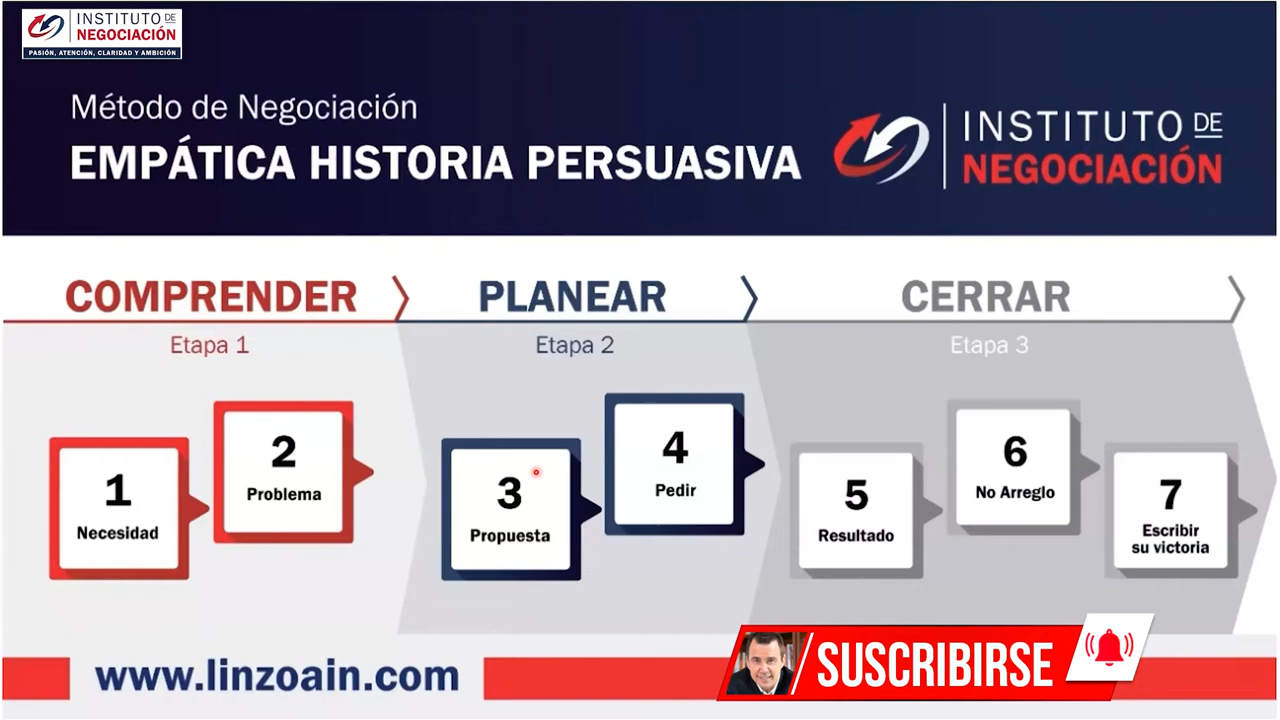 INSTITUTO DE
NEGOCIACIÓN
PASIÓN, ATENCIÓN, CLARIDAD Y AMBICIÓN
Método de Negociación
EMPÁTICA HISTORIA PERSUASIVA
INSTITUTO DE
NEGOCIACIÓN
COMPRENDER
Etapa 1
PLANEAR
Etapa 2
CERRAR
Etapa 3
1
Necesidad
2
Problema
3
Propuesta
4
Pedir
5
Resultado
6
No Arreglo
7
Escribir
su victoria
www.linzoain.com
SUSCRIBIRSE